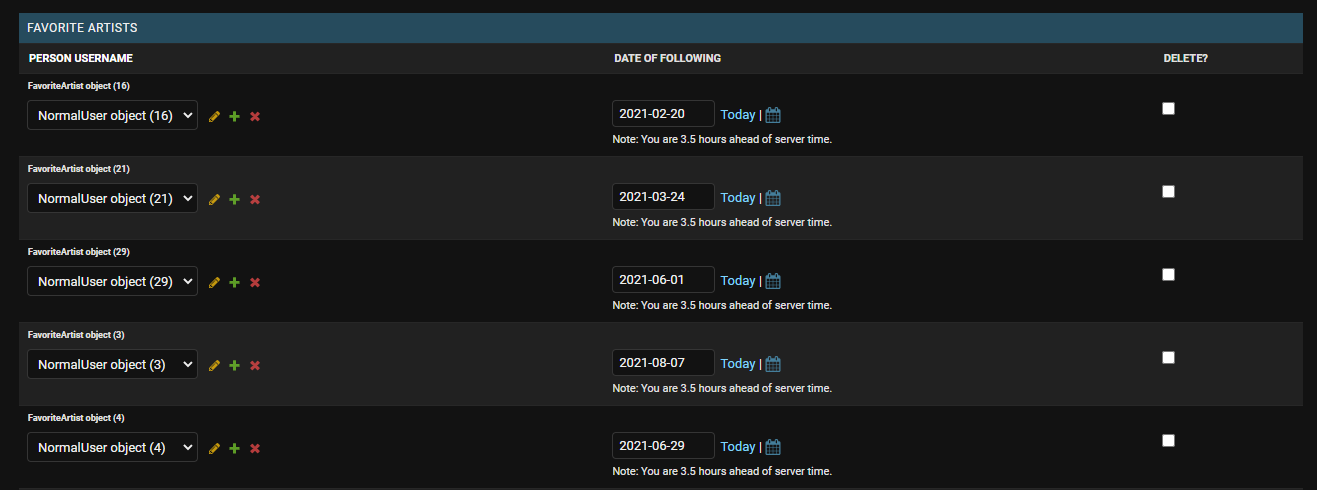 FAVORITE ARTISTS
PERSON USERNAME DATE OF FOLLOWING DELETE?
FavoriteArtist object (16)
NormalUser object (16) 2021-02-20 Today |
Note: You are 3.5 hours ahead of server time.
FavoriteArtist object (21)
NormalUser object (21) 2021-03-24 Today |
Note: You are 3.5 hours ahead of server time.
FavoriteArtist object (29)
NormalUser object (29) 2021-06-01 Today |
Note: You are 3.5 hours ahead of server time.
FavoriteArtist object (3)
NormalUser object (3) 2021-08-07 Today |
Note: You are 3.5 hours ahead of server time.
FavoriteArtist object (4)
NormalUser object (4) 2021-06-29 Today |
Note: You are 3.5 hours ahead of server time.